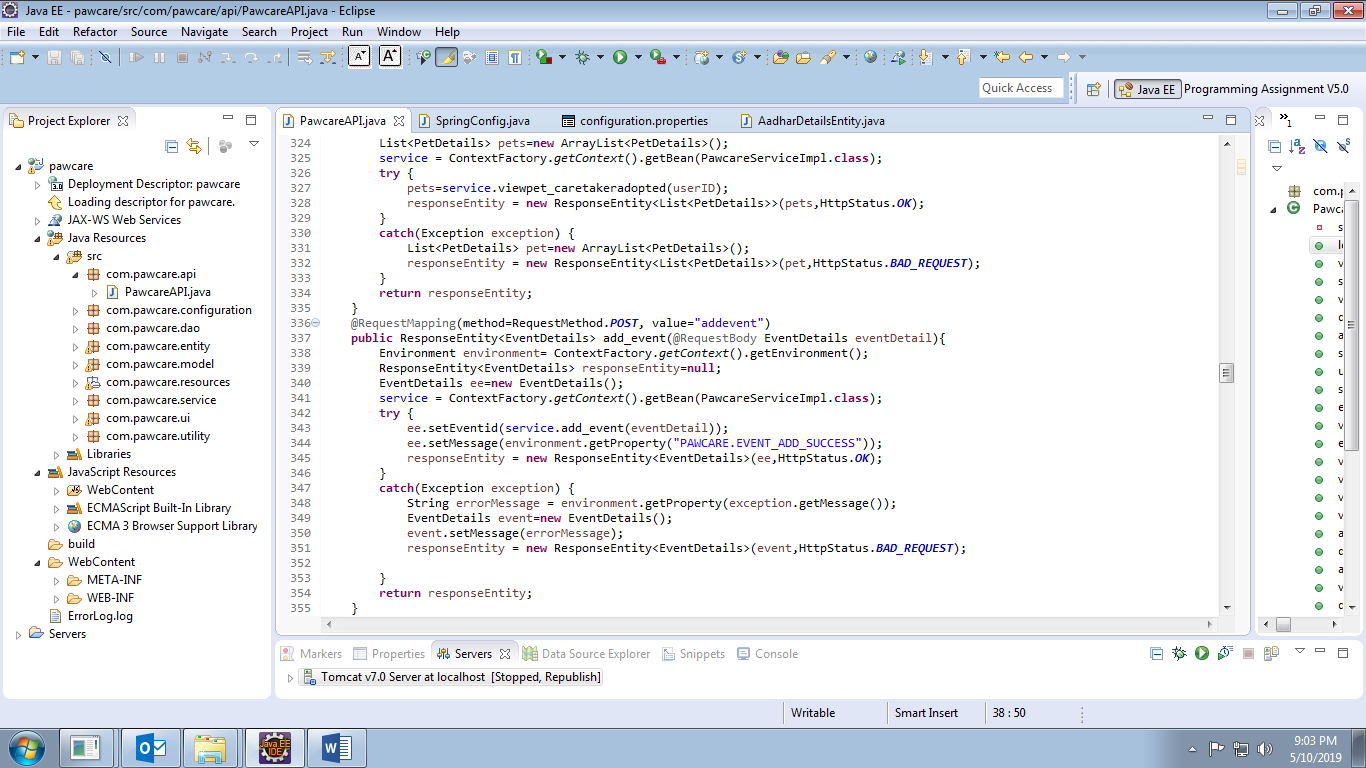 Java EE - pawcare/src/com/pawcare/api/PawcareAPI.java - Eclipse
File Edit Refactor Source Navigate Search Project Run Window Help
Quick Access
Java EE
Programming Assignment V5.0
Project Explorer
pawcare
Deployment Descriptor: pawcare
Loading descriptor for pawcare.
JAX-WS Web Services
Java Resources
src
com.pawcare.api
PawcareAPI.java
com.pawcare.configuration
com.pawcare.dao
com.pawcare.entity
com.pawcare.model
com.pawcare.resources
com.pawcare.service
com.pawcare.ui
com.pawcare.utility
Libraries
JavaScript Resources
WebContent
ECMAScript Built-In Library
ECMA 3 Browser Support Library
build
WebContent
META-INF
WEB-INF
ErrorLog.log
Servers
PawcareAPI.java SpringConfig.java configuration.properties AadharDetailsEntity.java
324 List<PetDetails> pets=new ArrayList<PetDetails>();
325 service = ContextFactory.getContext().getBean(PawcareServiceImpl.class);
326 try {
327 pets=service.viewpet_caretakeradopted(userID);
328 responseEntity = new ResponseEntity<List<PetDetails>>(pets,HttpStatus.OK);
329 }
330 catch(Exception exception) {
331 List<PetDetails> pet=new ArrayList<PetDetails>();
332 responseEntity = new ResponseEntity<List<PetDetails>>(pet,HttpStatus.BAD_REQUEST);
333 }
334 return responseEntity;
335 }
336 @RequestMapping(method=RequestMethod.POST, value="addevent")
337 public ResponseEntity<EventDetails> add_event(@RequestBody EventDetails eventDetail){
338 Environment environment= ContextFactory.getContext().getEnvironment();
339 ResponseEntity<EventDetails> responseEntity=null;
340 EventDetails ee=new EventDetails();
341 service = ContextFactory.getContext().getBean(PawcareServiceImpl.class);
342 try {
343 ee.setEventid(service.add_event(eventDetail));
344 ee.setMessage(environment.getProperty("PAWCARE.EVENT_ADD_SUCCESS"));
345 responseEntity = new ResponseEntity<EventDetails>(ee,HttpStatus.OK);
346 }
347 catch(Exception exception) {
348 String errorMessage = environment.getProperty(exception.getMessage());
349 EventDetails event=new EventDetails();
350 event.setMessage(errorMessage);
351 responseEntity = new ResponseEntity<EventDetails>(event,HttpStatus.BAD_REQUEST);
352
353 }
354 return responseEntity;
355 }
com.p
Pawca
s
v
s
v
c
a
s
u
s
e
v
e
v
v
v
v
a
c
a
v
c
Markers Properties Servers Data Source Explorer Snippets Console
Tomcat v7.0 Server at localhost [Stopped, Republish]
Writable Smart Insert 38 : 50
9:03 PM
5/10/2019